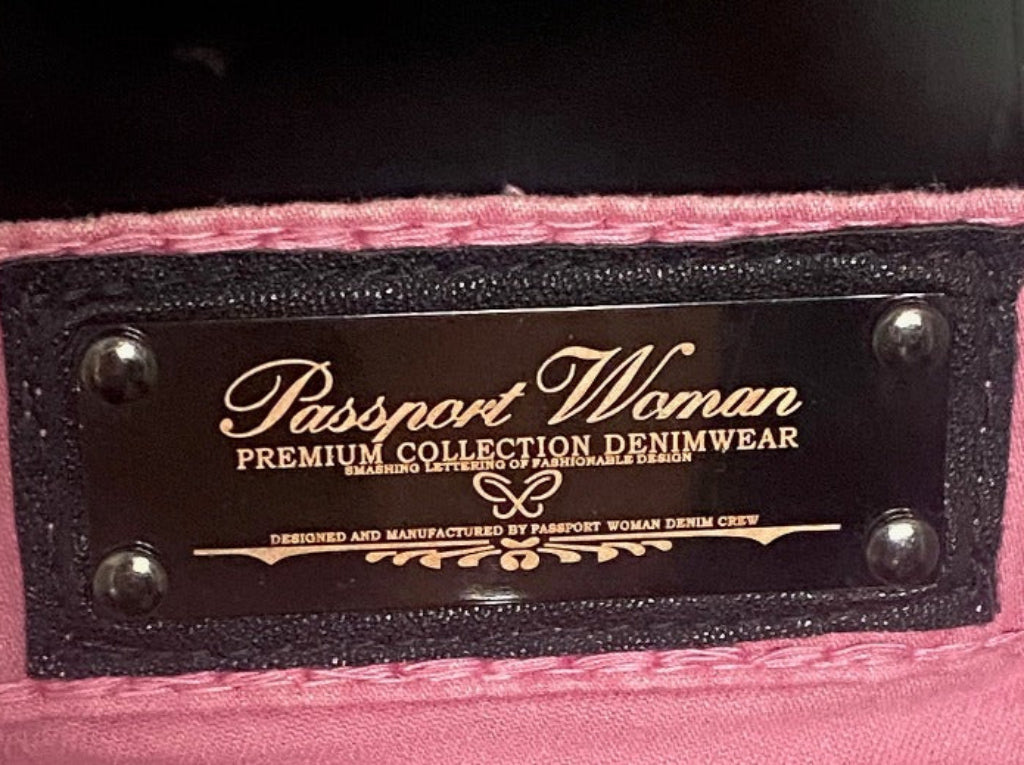 Passport Woman
PREMIUM COLLECTION DENIMWEAR
SMASHING LETTERING OF FASHIONABLE DESIGN
DESIGNED AND MANUFACTURED BY PASSPORT WOMAN DENIM CREW